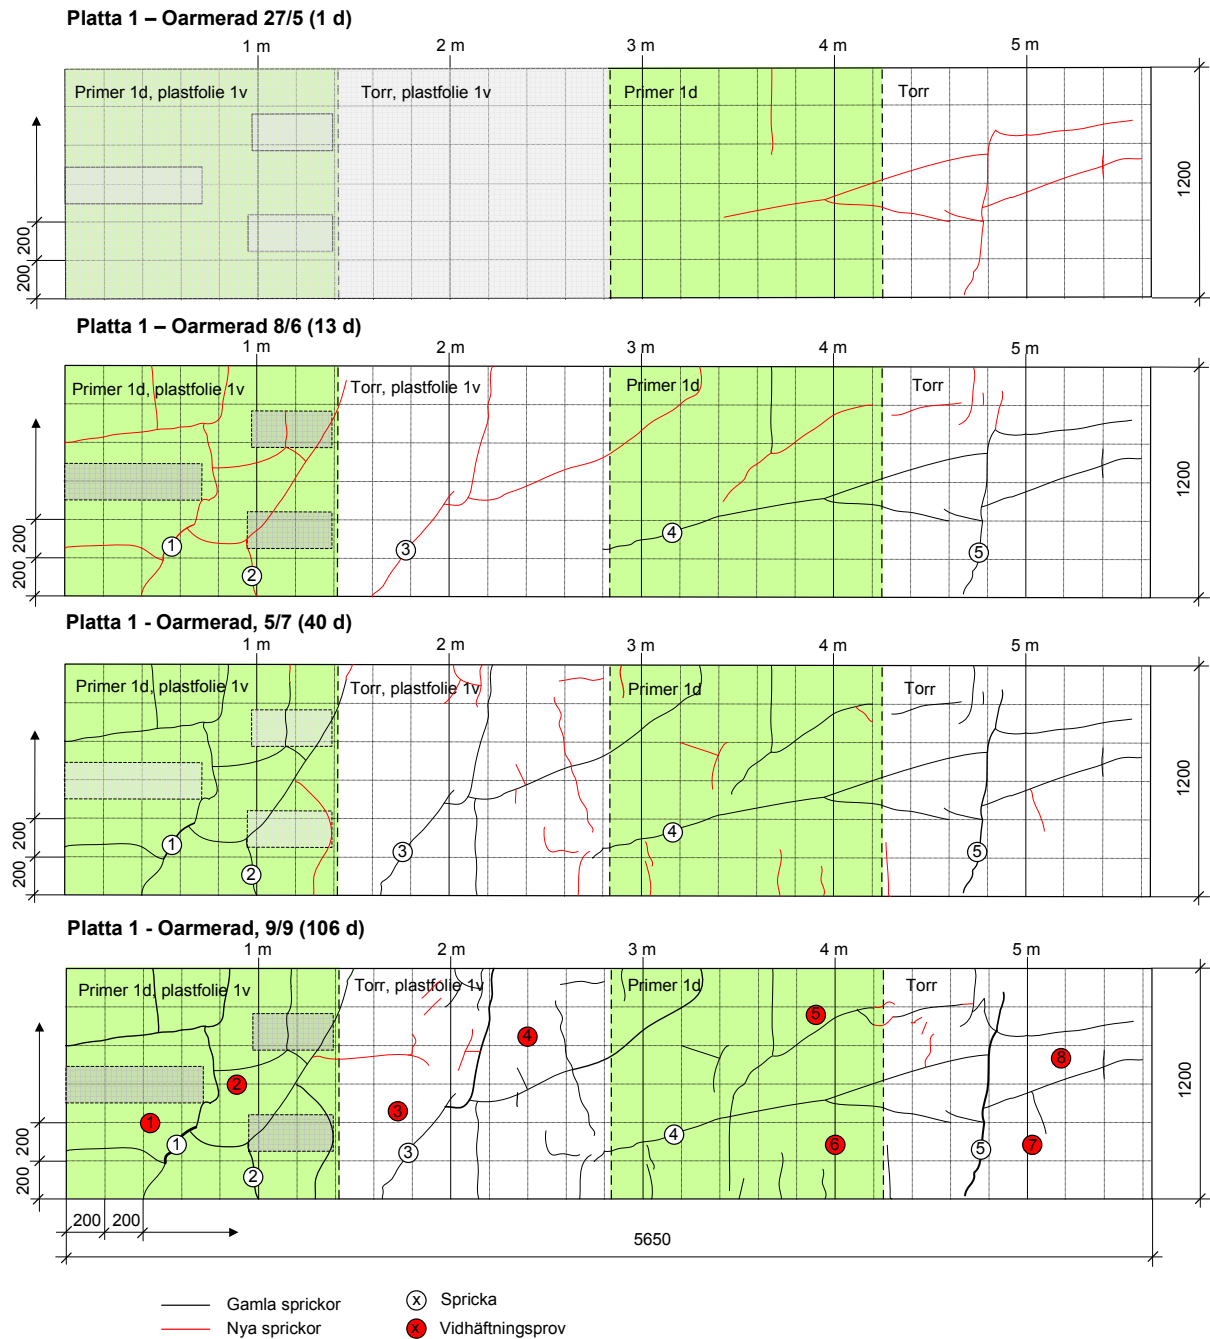 Platta 1 – Oarmerad 27/5 (1 d)
1 m 2 m 3 m 4 m 5 m
Primer 1d, plastfolie 1v Torr, plastfolie 1v Primer 1d Torr
1200
200
200
Platta 1 – Oarmerad 8/6 (13 d)
1 m 2 m 3 m 4 m 5 m
Primer 1d, plastfolie 1v Torr, plastfolie 1v Primer 1d Torr
1200
200
200
1 2 3 4 5
Platta 1 - Oarmerad, 5/7 (40 d)
1 m 2 m 3 m 4 m 5 m
Primer 1d, plastfolie 1v Torr, plastfolie 1v Primer 1d Torr
1200
200
200
1 2 3 4 5
Platta 1 - Oarmerad, 9/9 (106 d)
1 m 2 m 3 m 4 m 5 m
Primer 1d, plastfolie 1v Torr, plastfolie 1v Primer 1d Torr
1 2 3 4 5 6 7 8
1200
200
200
1 2 3 4 5
200 200
5650
Gamla sprickor x Spricka
Nya sprickor x Vidhäftningsprov